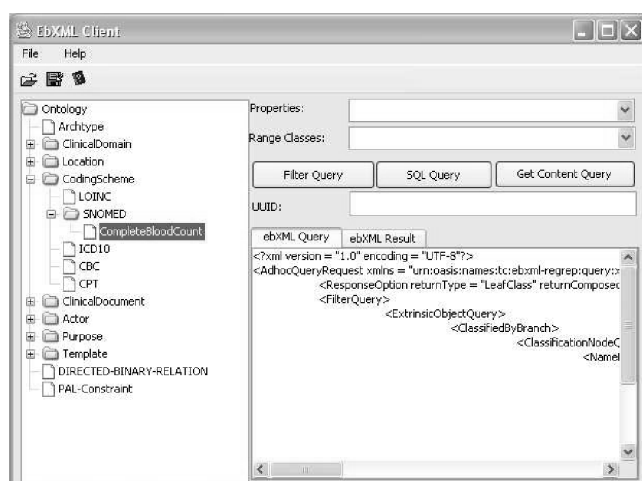 EbXML Client
File Help
Ontology
Archtype
ClinicalDomain
Location
CodingScheme
LOINC
SNOMED
CompleteBloodCount
ICD10
CBC
CPT
ClinicalDocument
Actor
Purpose
Template
DIRECTED-BINARY-RELATION
PAL-Constraint
Properties:
Range Classes:
Filter Query SQL Query Get Content Query
UUID:
ebXML Query ebXML Result
<?xml version = "1.0" encoding = "UTF-8"?>
<AdhocQueryRequest xmlns = "urn:oasis:names:tc:ebxml-regrep:query:x
<ResponseOption returnType = "LeafClass" returnComposed
<FilterQuery>
<ExtrinsicObjectQuery>
<ClassifiedByBranch>
<ClassificationNodeQ
<NameI